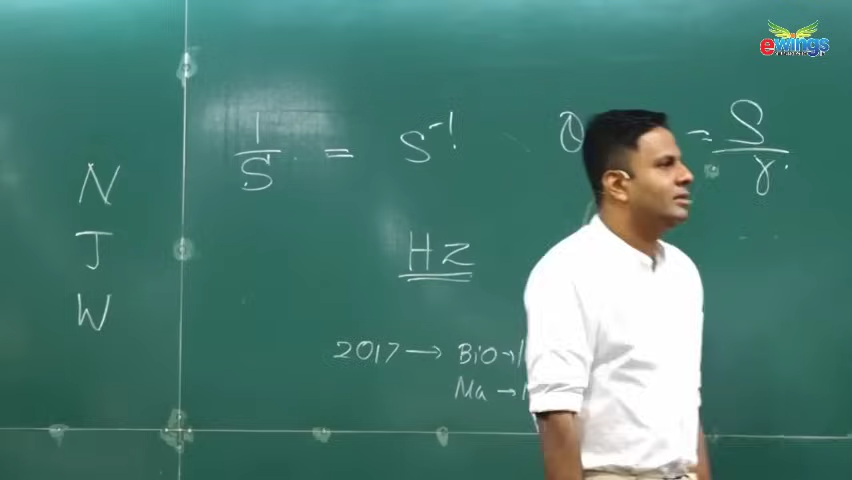 ewings
N
J
W
1/S = S⁻¹
θ = S/r
Hz
2017 → BiO →
Ma →